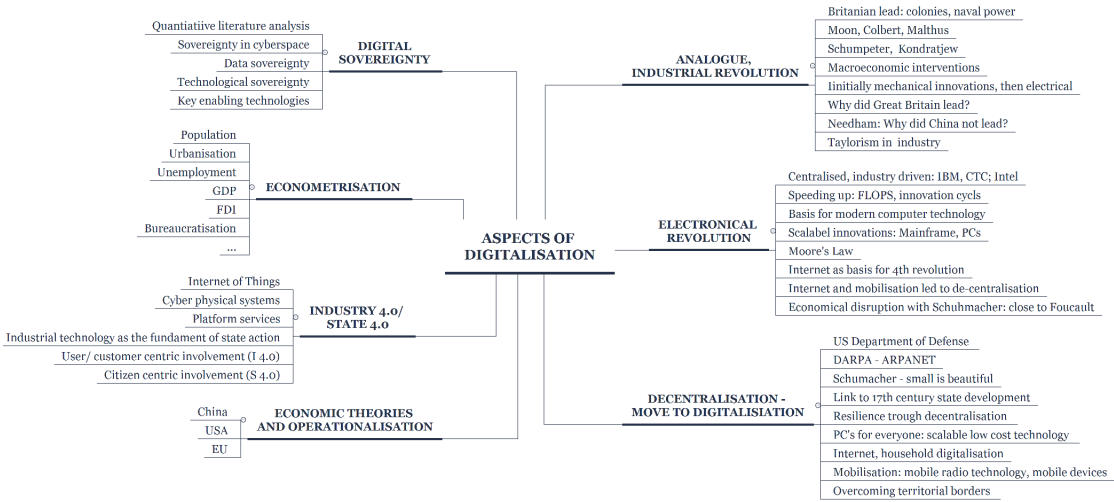 ASPECTS OF
DIGITALISATION
DIGITAL
SOVEREIGNTY
Quantatiive literature analysis
Sovereignty in cyberspace
Data sovereignty
Technological sovereignty
Key enabling technologies
ECONOMETRISATION
Population
Urbanisation
Unemployment
GDP
FDI
Bureaucratisation
...
INDUSTRY 4.0/
STATE 4.0
Internet of Things
Cyber physical systems
Platform services
Industrial technology as the fundament of state action
User/ customer centric involvement (I 4.0)
Citizen centric involvement (S 4.0)
ECONOMIC THEORIES
AND OPERATIONALISATION
China
USA
EU
ANALOGUE,
INDUSTRIAL REVOLUTION
Britanian lead: colonies, naval power
Moon, Colbert, Malthus
Schumpeter, Kondratjew
Macroeconomic interventions
Iinitially mechanical innovations, then electrical
Why did Great Britain lead?
Needham: Why did China not lead?
Taylorism in industry
ELECTRONICAL
REVOLUTION
Centralised, industry driven: IBM, CTC; Intel
Speeding up: FLOPS, innovation cycls
Basis for modern computer technology
Scalabel innovations: Mainframe, PCs
Moore's Law
Internet as basis for 4th revolution
Internet and mobilisation led to de-centralisation
Economical disruption with Schuhmacher: close to Foucault
DECENTRALISATION -
MOVE TO DIGITALISIATION
US Department of Defense
DARPA - ARPANET
Schumacher - small is beautiful
Link to 17th century state development
Resilience trough decentralisation
PC's for everyone: scalable low cost technology
Internet, household digitalisation
Mobilisation: mobile radio technology, mobile devices
Overcoming territorial borders